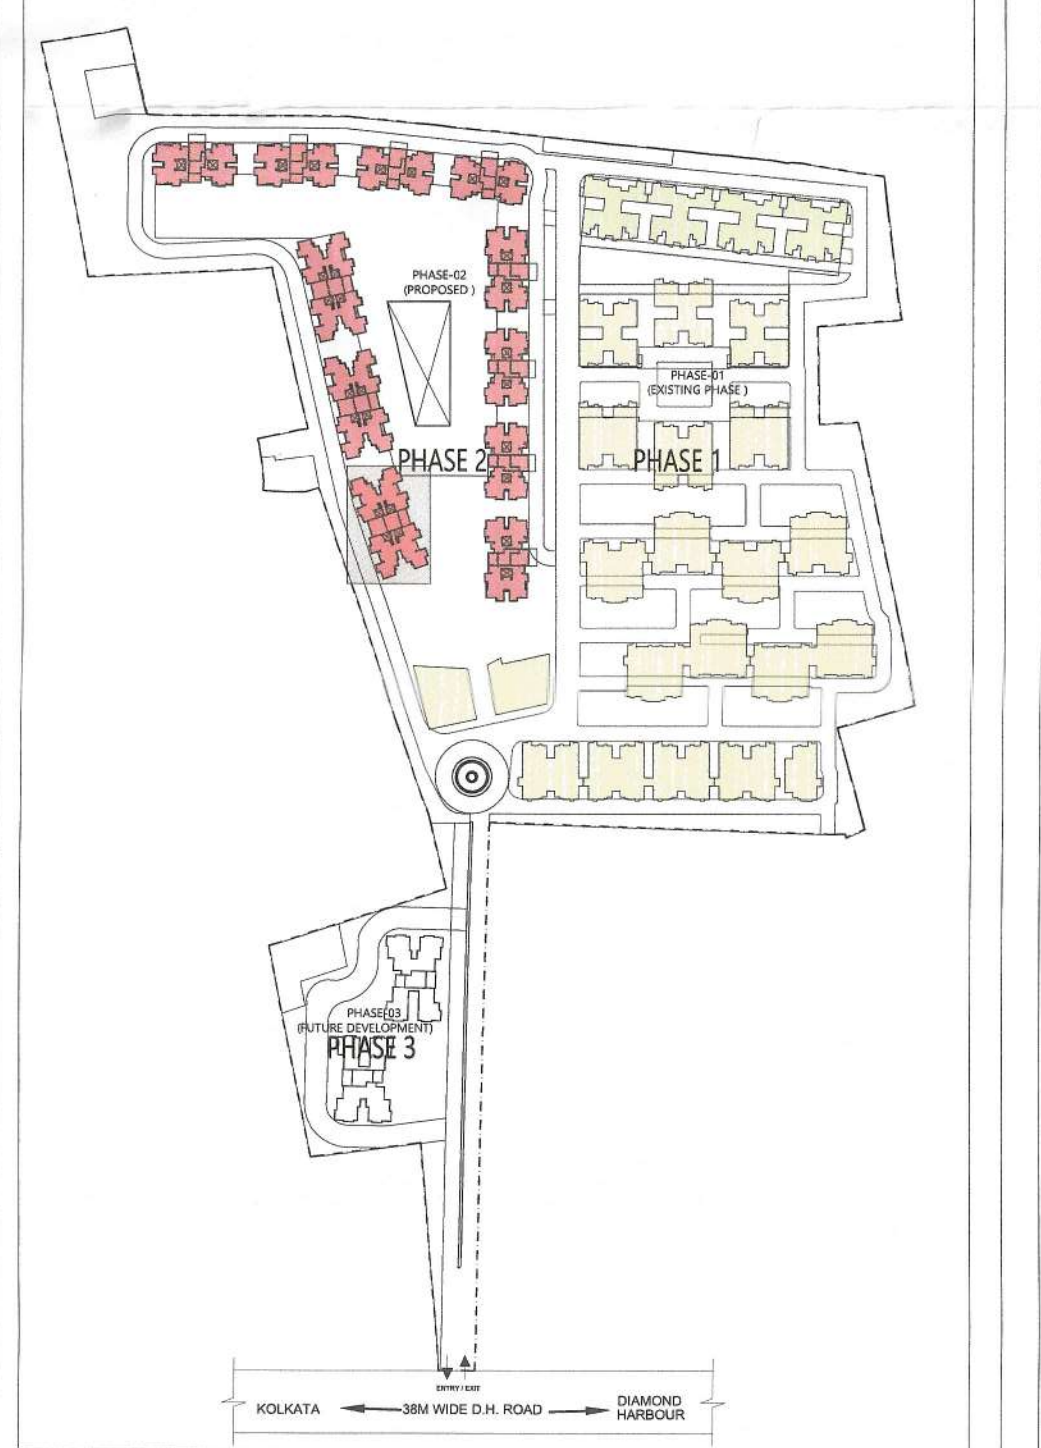 PHASE-02
(PROPOSED )
PHASE-01
(EXISTING PHASE )
PHASE 2
PHASE 1
PHASE-03
(FUTURE DEVELOPMENT)
PHASE 3
ENTRY / EXIT
KOLKATA
38M WIDE D.H. ROAD
DIAMOND
HARBOUR